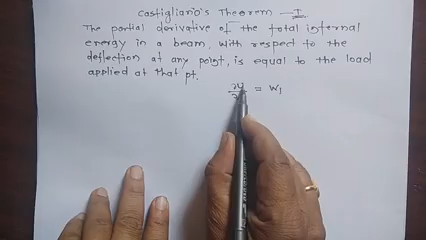 Castigliano's Theorem — I
The partial derivative of the total internal
energy in a beam, with respect to the
deflection at any point, is equal to the load
applied at that pt.
∂U = W₁